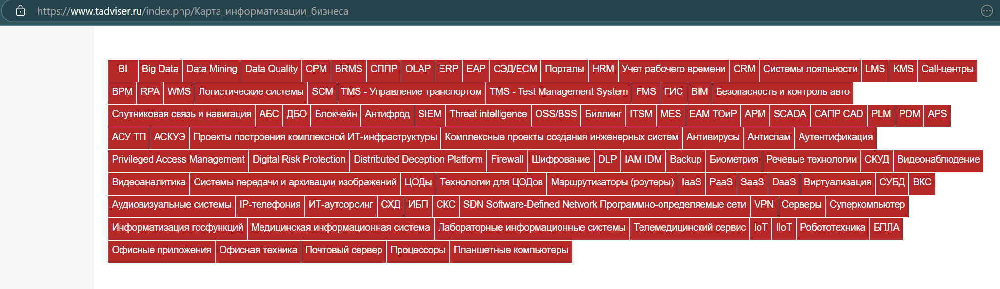 https://www.tadviser.ru/index.php/Карта_информатизации_бизнеса
BI Big Data Data Mining Data Quality CPM BRMS СППР OLAP ERP EAP СЭД/ECM Порталы HRM Учет рабочего времени CRM Системы лояльности LMS KMS Call-центры
BPM RPA WMS Логистические системы SCM TMS - Управление транспортом TMS - Test Management System FMS ГИС BIM Безопасность и контроль авто
Спутниковая связь и навигация АБС ДБО Блокчейн Антифрод SIEM Threat intelligence OSS/BSS Биллинг ITSM MES EAM ТОиР APM SCADA САПР CAD PLM PDM APS
АСУ ТП АСКУЭ Проекты построения комплексной ИТ-инфраструктуры Комплексные проекты создания инженерных систем Антивирусы Антиспам Аутентификация
Privileged Access Management Digital Risk Protection Distributed Deception Platform Firewall Шифрование DLP IAM IDM Backup Биометрия Речевые технологии СКУД Видеонаблюдение
Видеоаналитика Системы передачи и архивации изображений ЦОДы Технологии для ЦОДов Маршрутизаторы (роутеры) IaaS PaaS SaaS DaaS Виртуализация СУБД ВКС
Аудиовизуальные системы IP-телефония ИТ-аутсорсинг СХД ИБП СКС SDN Software-Defined Network Программно-определяемые сети VPN Серверы Суперкомпьютер
Информатизация госфункций Медицинская информационная система Лабораторные информационные системы Телемедицинский сервис IoT IIoT Робототехника БПЛА
Офисные приложения Офисная техника Почтовый сервер Процессоры Планшетные компьютеры